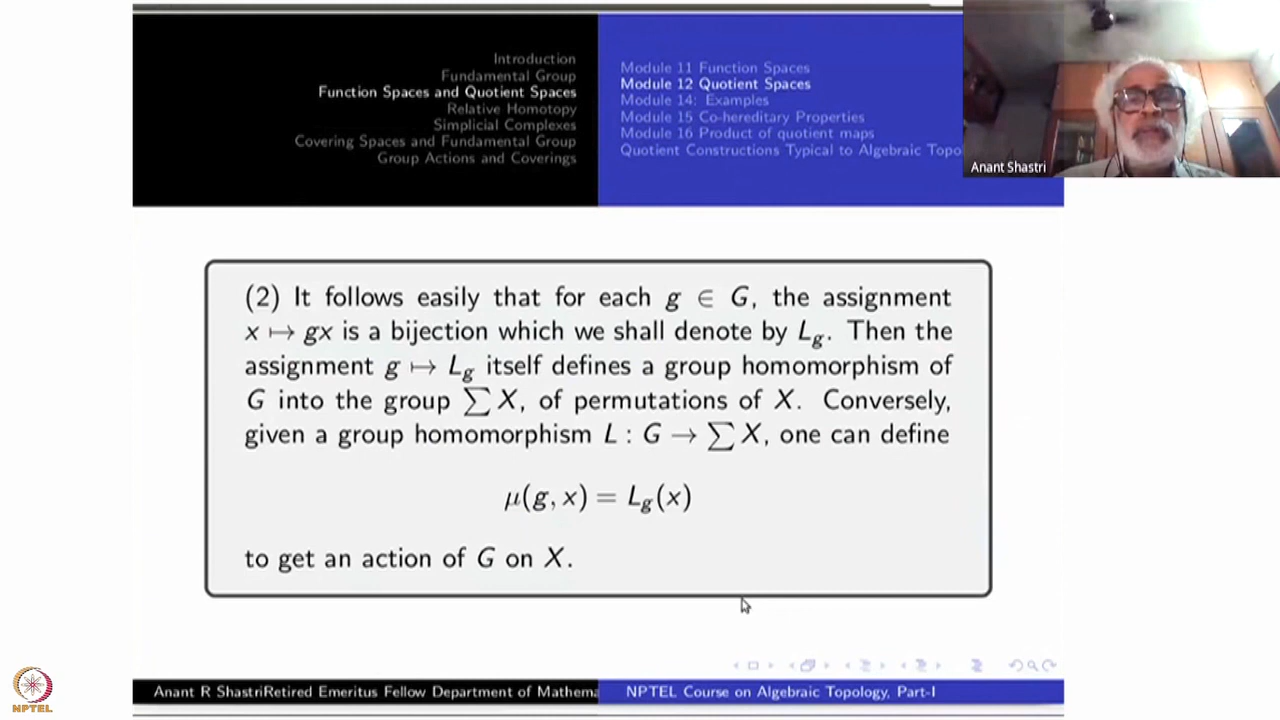 Introduction
Fundamental Group
Function Spaces and Quotient Spaces
Relative Homotopy
Simplicial Complexes
Covering Spaces and Fundamental Group
Group Actions and Coverings
Module 11 Function Spaces
Module 12 Quotient Spaces
Module 14: Examples
Module 15 Co-hereditary Properties
Module 16 Product of quotient maps
Quotient Constructions Typical to Algebraic Topo
Anant Shastri
(2) It follows easily that for each g ∈ G, the assignment
x ↦ gx is a bijection which we shall denote by L_g. Then the
assignment g ↦ L_g itself defines a group homomorphism of
G into the group ∑ X, of permutations of X. Conversely,
given a group homomorphism L : G → ∑ X, one can define
μ(g, x) = L_g(x)
to get an action of G on X.
Anant R ShastriRetired Emeritus Fellow Department of Mathema
NPTEL Course on Algebraic Topology, Part-I
NPTEL